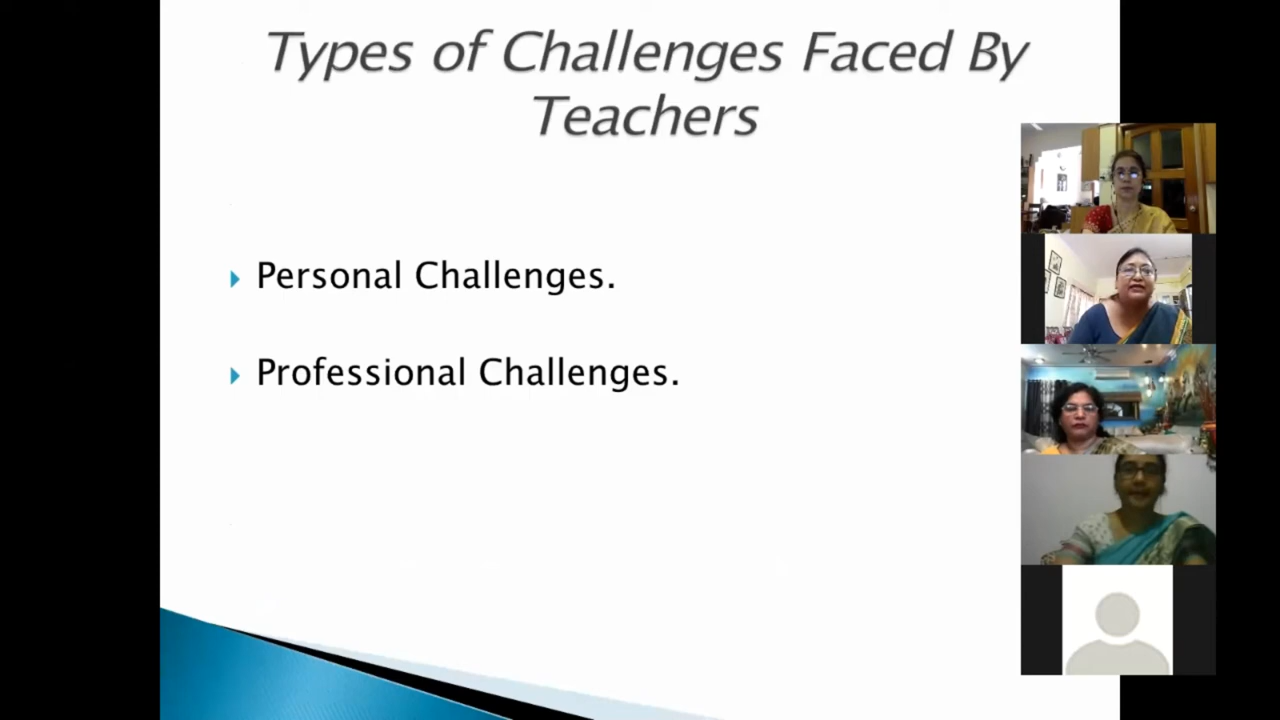 Types of Challenges Faced By
Teachers
Personal Challenges.
Professional Challenges.